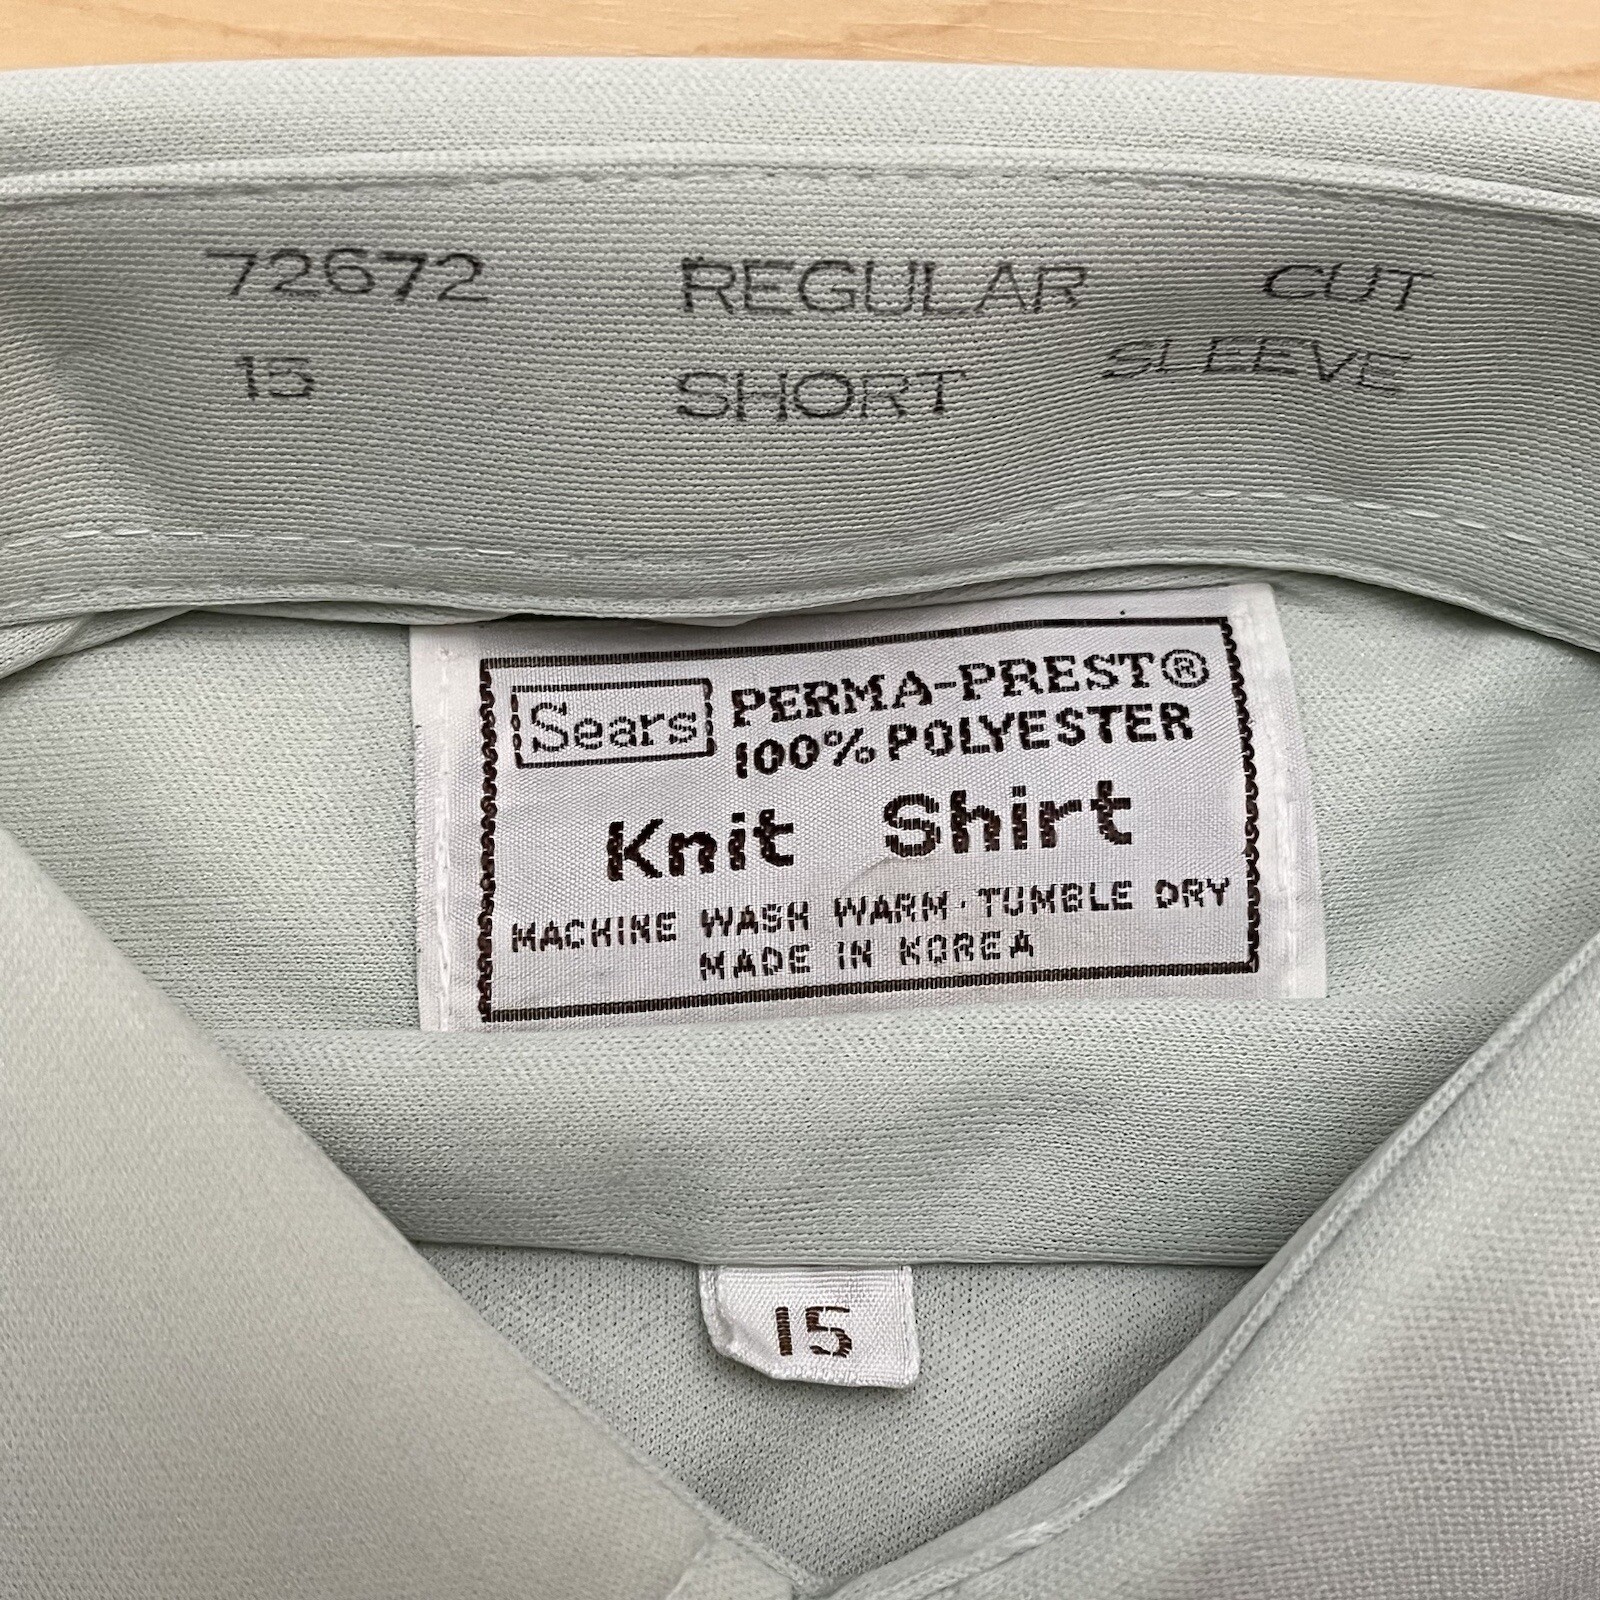 72672 REGULAR CUT
15 SHORT SLEEVE
Sears PERMA-PREST®
100% POLYESTER
Knit Shirt
MACHINE WASH WARM·TUMBLE DRY
MADE IN KOREA
15